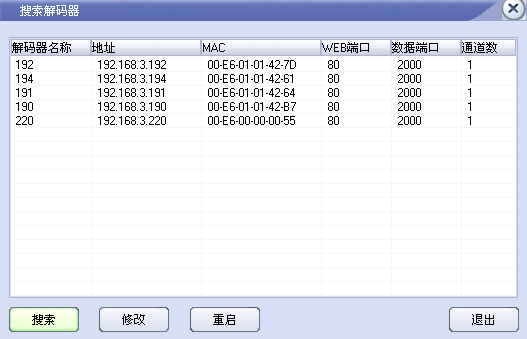 搜索解码器
解码器名称 地址 MAC WEB端口 数据端口 通道数
192 192.168.3.192 00-E6-01-01-42-7D 80 2000 1
194 192.168.3.194 00-E6-01-01-42-61 80 2000 1
191 192.168.3.191 00-E6-01-01-42-64 80 2000 1
190 192.168.3.190 00-E6-01-01-42-B7 80 2000 1
220 192.168.3.220 00-E6-00-00-00-55 80 2000 1
搜索 修改 重启 退出